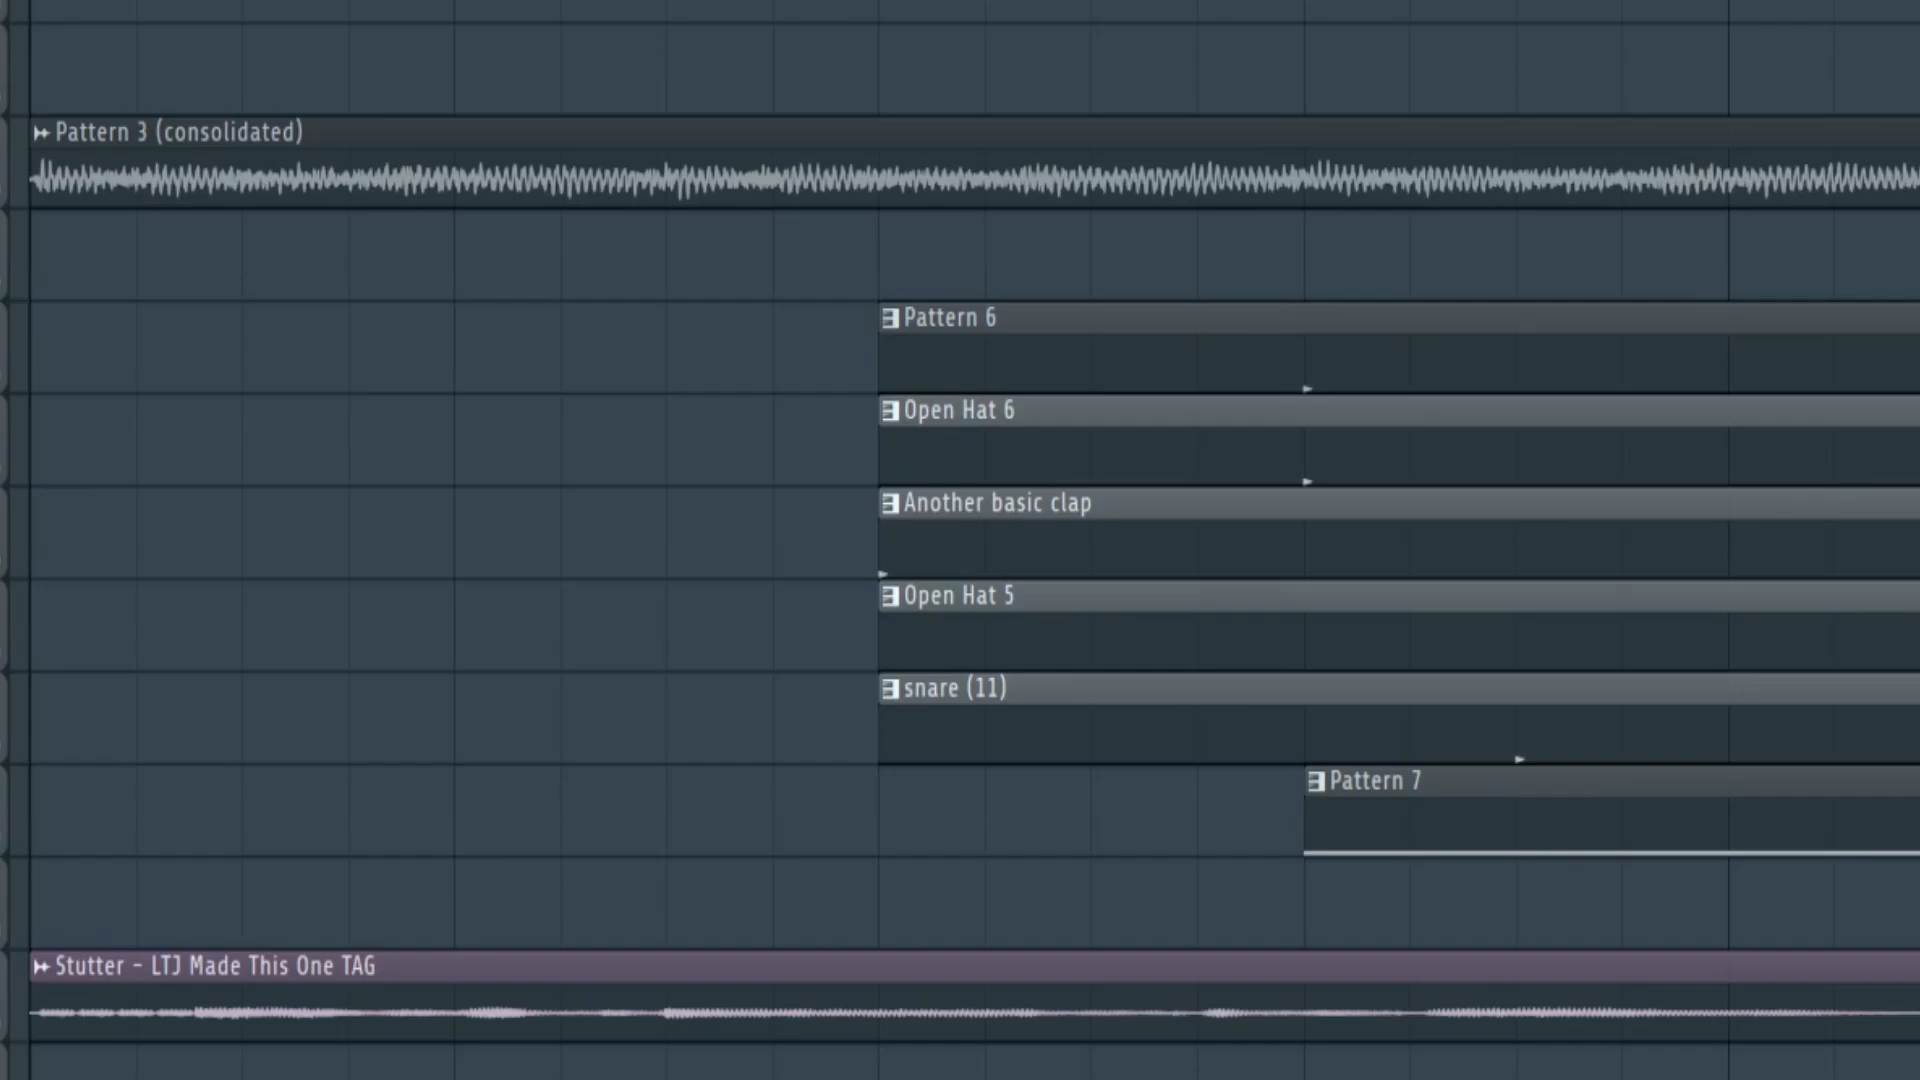 Pattern 3 (consolidated)
Pattern 6
Open Hat 6
Another basic clap
Open Hat 5
snare (11)
Pattern 7
Stutter - LTJ Made This One TAG